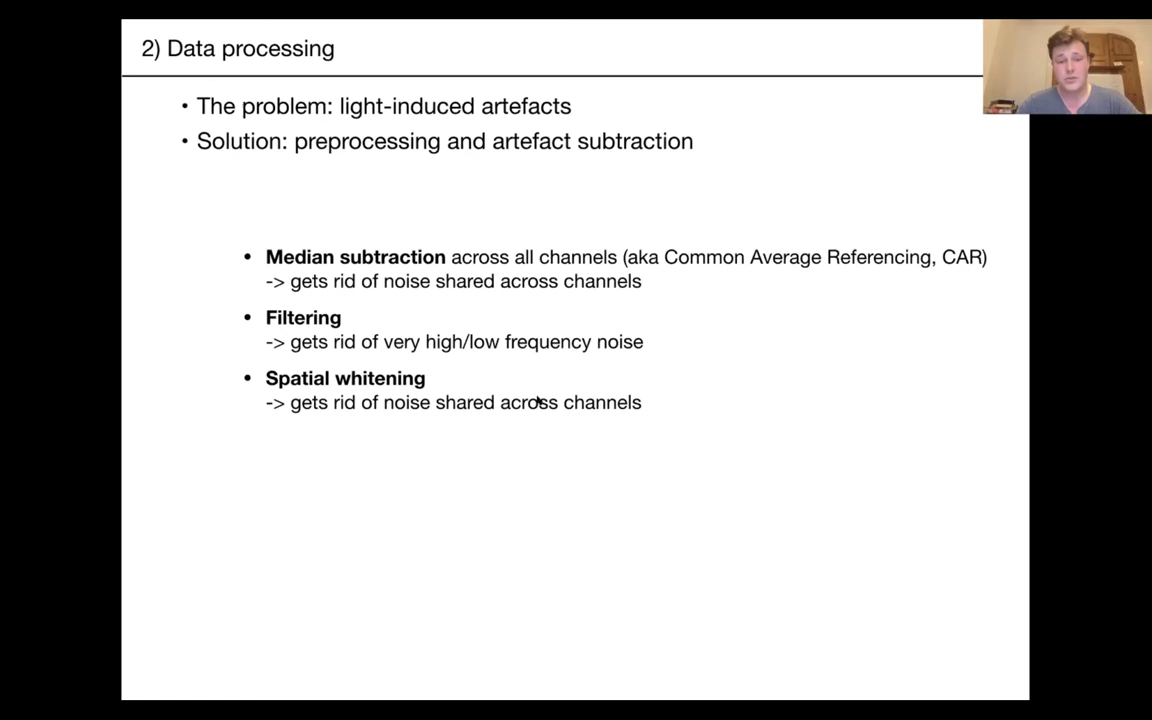 2) Data processing
• The problem: light-induced artefacts
• Solution: preprocessing and artefact subtraction
• Median subtraction across all channels (aka Common Average Referencing, CAR)
-> gets rid of noise shared across channels
• Filtering
-> gets rid of very high/low frequency noise
• Spatial whitening
-> gets rid of noise shared across channels